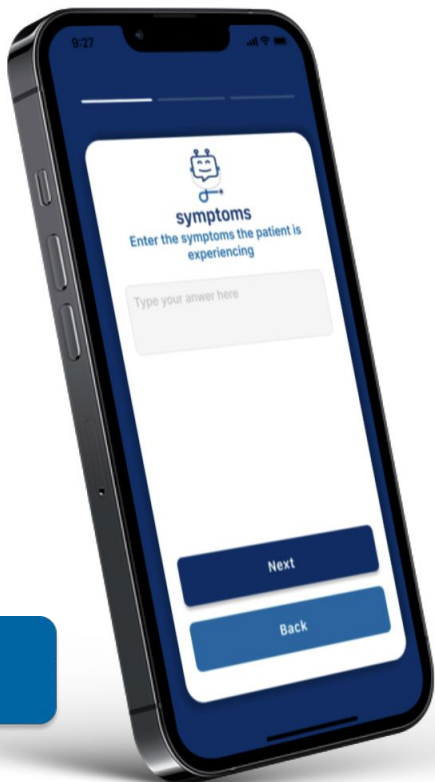 9:27
symptoms
Enter the symptoms the patient is
experiencing
Type your anwer here
Next
Back